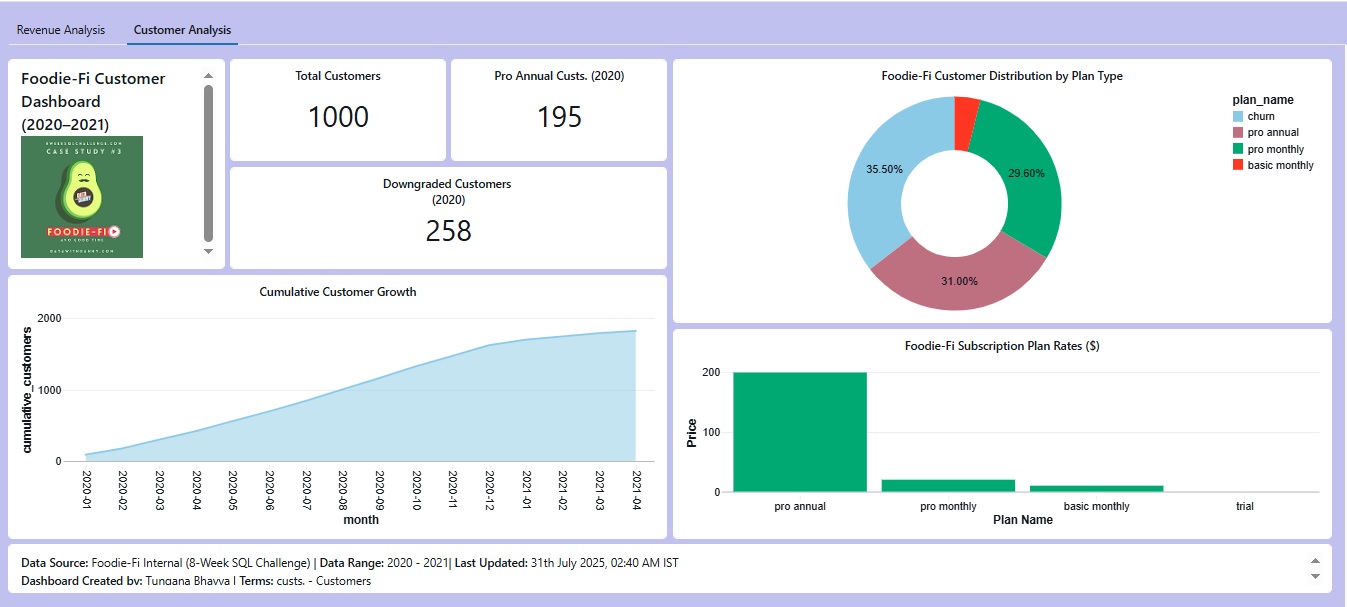 Revenue Analysis
Customer Analysis
Foodie-Fi Customer
Dashboard
(2020–2021)
8WEEKSQLCHALLENGE.COM
CASE STUDY #3
FOODIE-FI
DATAWITHDANNY.COM
Total Customers
1000
Pro Annual Custs. (2020)
195
Downgraded Customers
(2020)
258
Foodie-Fi Customer Distribution by Plan Type
35.50%
29.60%
31.00%
plan_name
churn
pro annual
pro monthly
basic monthly
Cumulative Customer Growth
cumulative_customers
2000
1000
0
2020-01
2020-02
2020-03
2020-04
2020-05
2020-06
2020-07
2020-08
2020-09
2020-10
2020-11
2020-12
2021-01
2021-02
2021-03
2021-04
month
Foodie-Fi Subscription Plan Rates ($)
Price
200
100
0
pro annual
pro monthly
basic monthly
trial
Plan Name
Data Source: Foodie-Fi Internal (8-Week SQL Challenge) | Data Range: 2020 - 2021| Last Updated: 31th July 2025, 02:40 AM IST
Dashboard Created by: Tungna Bhavya | Terms: custs. - Customers